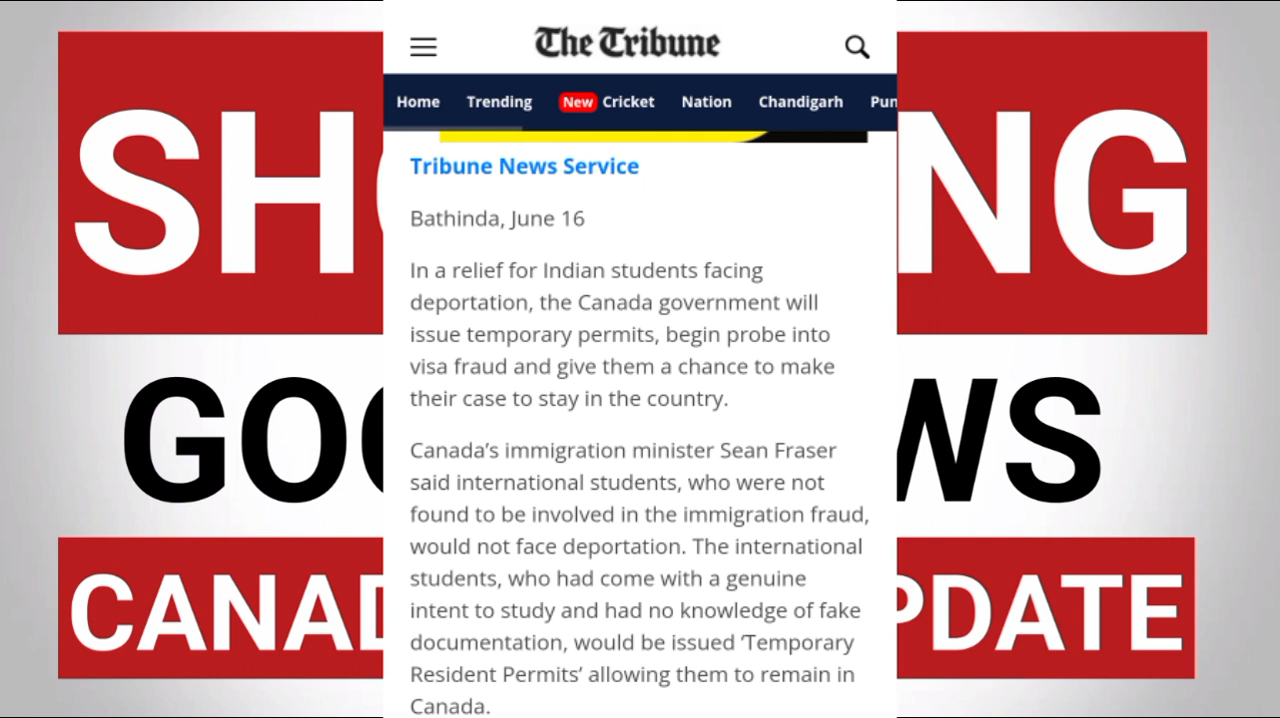 The Tribune
Home Trending New Cricket Nation Chandigarh Pun
Tribune News Service
Bathinda, June 16
In a relief for Indian students facing
deportation, the Canada government will
issue temporary permits, begin probe into
visa fraud and give them a chance to make
their case to stay in the country.
Canada's immigration minister Sean Fraser
said international students, who were not
found to be involved in the immigration fraud,
would not face deportation. The international
students, who had come with a genuine
intent to study and had no knowledge of fake
documentation, would be issued 'Temporary
Resident Permits' allowing them to remain in
Canada.
SH NG
GOO WS
CANAD PDATE